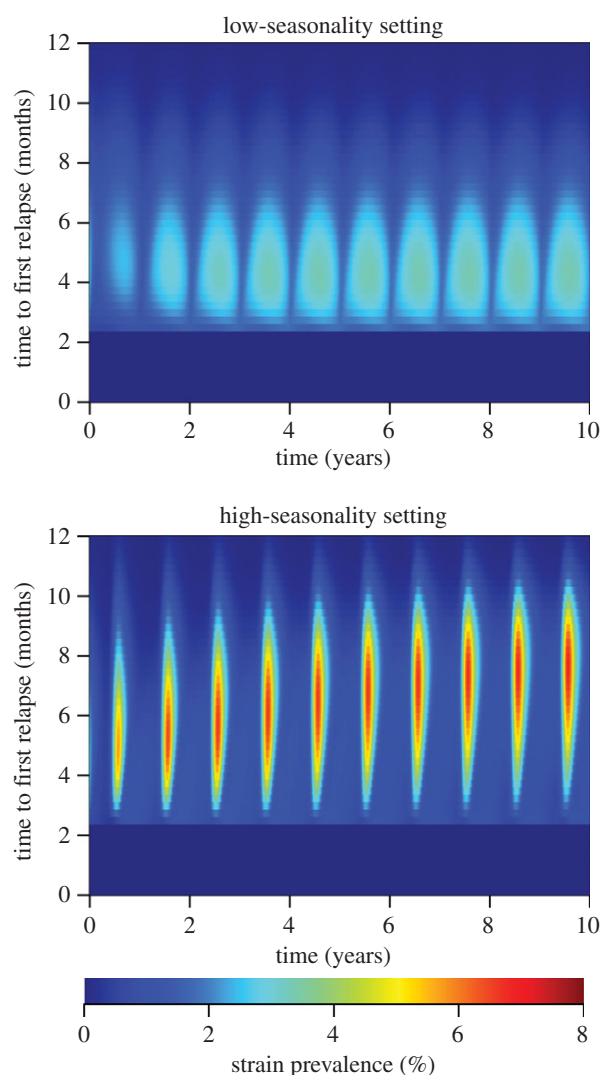 low-seasonality setting
12
10
8
6
4
2
0
time to first relapse (months)
0 2 4 6 8 10
time (years)
high-seasonality setting
12
10
8
6
4
2
0
time to first relapse (months)
0 2 4 6 8 10
time (years)
0 2 4 6 8
strain prevalence (%)